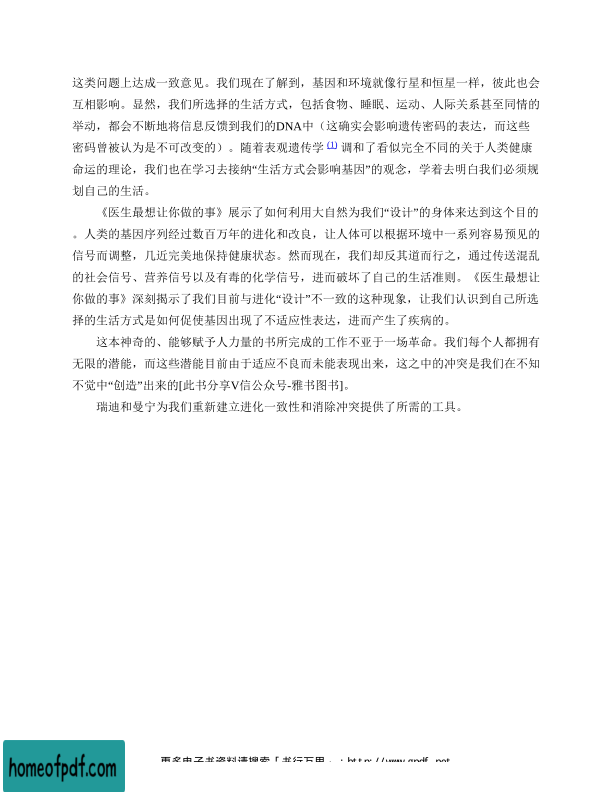 这类问题上达成一致意见。我们现在了解到，基因和环境就像行星和恒星一样，彼此也会
互相影响。显然，我们所选择的生活方式，包括食物、睡眠、运动、人际关系甚至同情的
举动，都会不断地将信息反馈到我们的DNA中（这确实会影响遗传密码的表达，而这些
密码曾被认为是不可改变的）。随着表观遗传学 (1) 调和了看似完全不同的关于人类健康
命运的理论，我们也在学习去接纳“生活方式会影响基因”的观念，学着去明白我们必须规
划自己的生活。
《医生最想让你做的事》展示了如何利用大自然为我们“设计”的身体来达到这个目的
。人类的基因序列经过数百万年的进化和改良，让人体可以根据环境中一系列容易预见的
信号而调整，几近完美地保持健康状态。然而现在，我们却反其道而行之，通过传送混乱
的社会信号、营养信号以及有毒的化学信号，进而破坏了自己的生活准则。《医生最想让
你做的事》深刻揭示了我们目前与进化“设计”不一致的这种现象，让我们认识到自己所选
择的生活方式是如何促使基因出现了不适应性表达，进而产生了疾病的。
这本神奇的、能够赋予人力量的书所完成的工作不亚于一场革命。我们每个人都拥有
无限的潜能，而这些潜能目前由于适应不良而未能表现出来，这之中的冲突是我们在不知
不觉中“创造”出来的[此书分享V信公众号-雅书图书]。
瑞迪和曼宁为我们重新建立进化一致性和消除冲突提供了所需的工具。
更多电子书资料请搜索「书行万里」：http://www.gpdf.net
homeofpdf.com